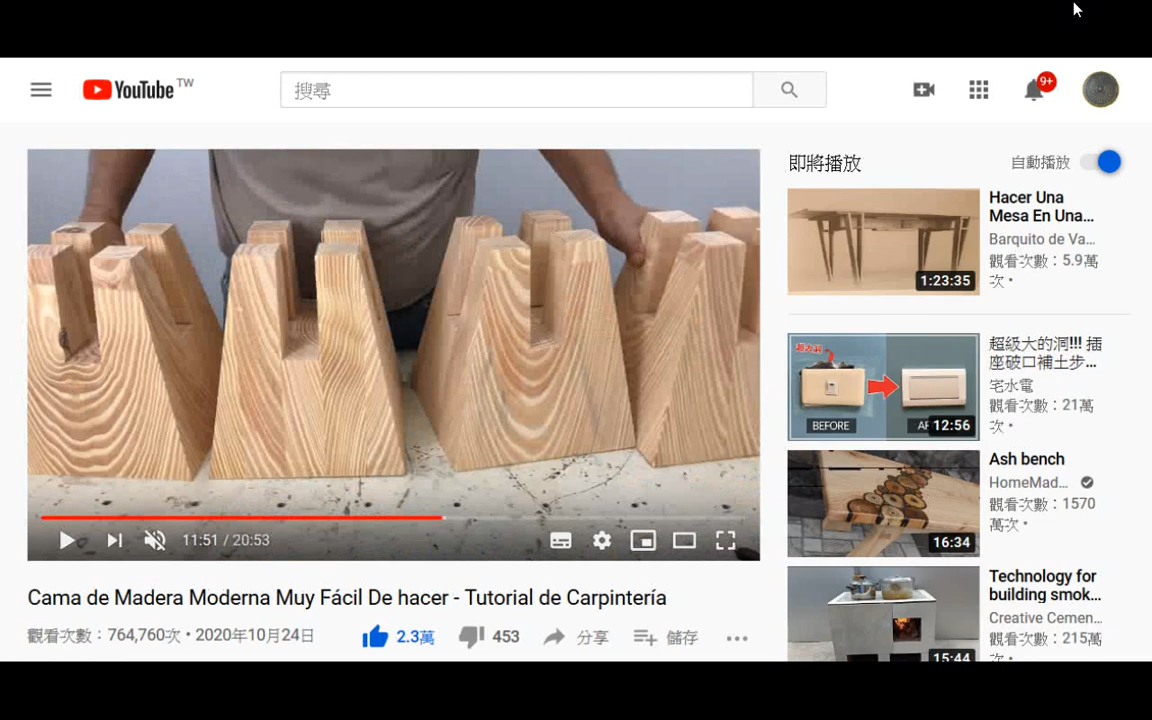 YouTube TW
搜尋
9+
11:51 / 20:53
Cama de Madera Moderna Muy Fácil De hacer - Tutorial de Carpintería
觀看次數：764,760次 • 2020年10月24日
2.3萬
453
分享
儲存
即將播放
自動播放
Hacer Una
Mesa En Una...
Barquito de Va...
觀看次數：5.9萬
次 •
1:23:35
超級大的洞!!! 插
座破口補土步...
宅水電
觀看次數：21萬
次 •
BEFORE
12:56
Ash bench
HomeMad...
觀看次數：1570
萬次 •
16:34
Technology for
building smok...
Creative Cemen...
觀看次數：215萬
次 •
15:44